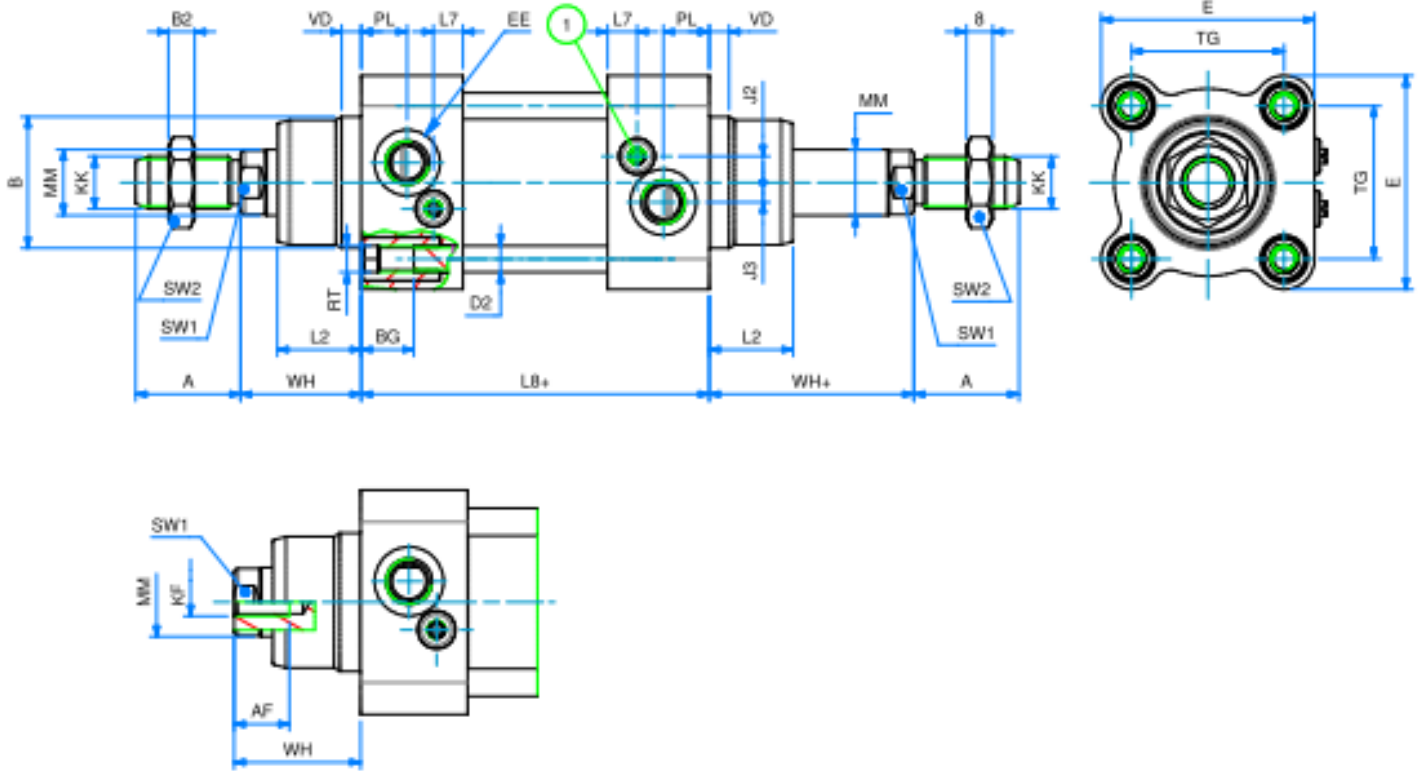 B2 VD PL L7 EE 1 L7 PL VD 8 E
TG
J2
MM
B
MM
KK
KK
TG
E
SW2
SW1
RT
D2
J3
SW2
SW1
L2
BG
L2
A
WH
L8+
WH+
A
SW1
MM
KF
AF
WH